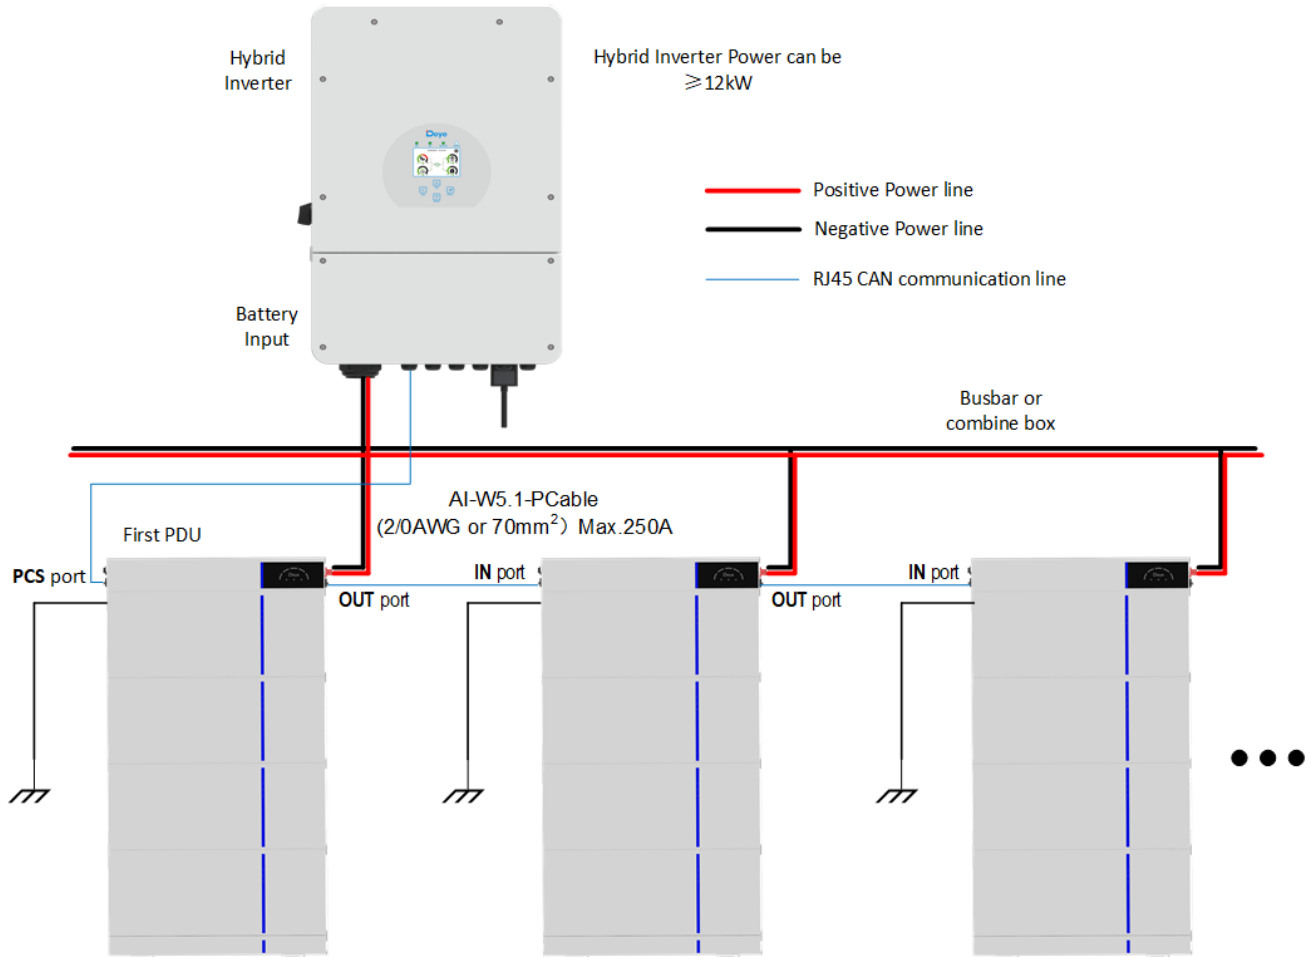 Hybrid
Inverter
Hybrid Inverter Power can be
≥12kW
Deye
Positive Power line
Negative Power line
RJ45 CAN communication line
Battery
Input
Busbar or
combine box
AI-W5.1-PCable
(2/0AWG or 70mm²）Max.250A
First PDU
PCS port
IN port
IN port
OUT port
OUT port